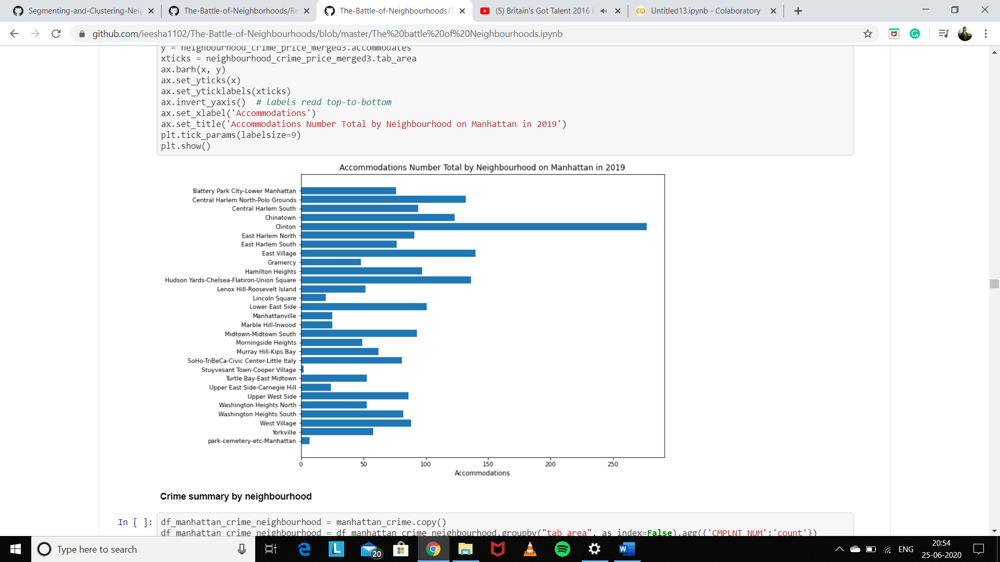 Segmenting-and-Clustering-Neig
The-Battle-of-Neighborhoods/Re
The-Battle-of-Neighbourhoods/T
(5) Britain's Got Talent 2016 F
Untitled13.ipynb - Colaboratory
github.com/ieesha1102/The-Battle-of-Neighbourhoods/blob/master/The%20battle%20of%20Neighbourhoods.ipynb
y = neighbourhood_crime_price_merged3.accommodates
xticks = neighbourhood_crime_price_merged3.tab_area
ax.barh(x, y)
ax.set_yticks(x)
ax.set_yticklabels(xticks)
ax.invert_yaxis()  # labels read top-to-bottom
ax.set_xlabel('Accommodations')
ax.set_title('Accommodations Number Total by Neighbourhood on Manhattan in 2019')
plt.tick_params(labelsize=9)
plt.show()
Accommodations Number Total by Neighbourhood on Manhattan in 2019
Battery Park City-Lower Manhattan
Central Harlem North-Polo Grounds
Central Harlem South
Chinatown
Clinton
East Harlem North
East Harlem South
East Village
Gramercy
Hamilton Heights
Hudson Yards-Chelsea-Flatiron-Union Square
Lenox Hill-Roosevelt Island
Lincoln Square
Lower East Side
Manhattanville
Marble Hill-Inwood
Midtown-Midtown South
Morningside Heights
Murray Hill-Kips Bay
SoHo-TriBeCa-Civic Center-Little Italy
Stuyvesant Town-Cooper Village
Turtle Bay-East Midtown
Upper East Side-Carnegie Hill
Upper West Side
Washington Heights North
Washington Heights South
West Village
Yorkville
park-cemetery-etc-Manhattan
0 50 100 150 200 250
Accommodations
Crime summary by neighbourhood
In [ ]: df_manhattan_crime_neighbourhood = manhattan_crime.copy()
df_manhattan_crime_neighbourhood = df_manhattan_crime_neighbourhood.groupby("tab_area", as_index=False).agg({'CMPLNT_NUM':'count'})
Type here to search
20
ENG
20:54
25-06-2020